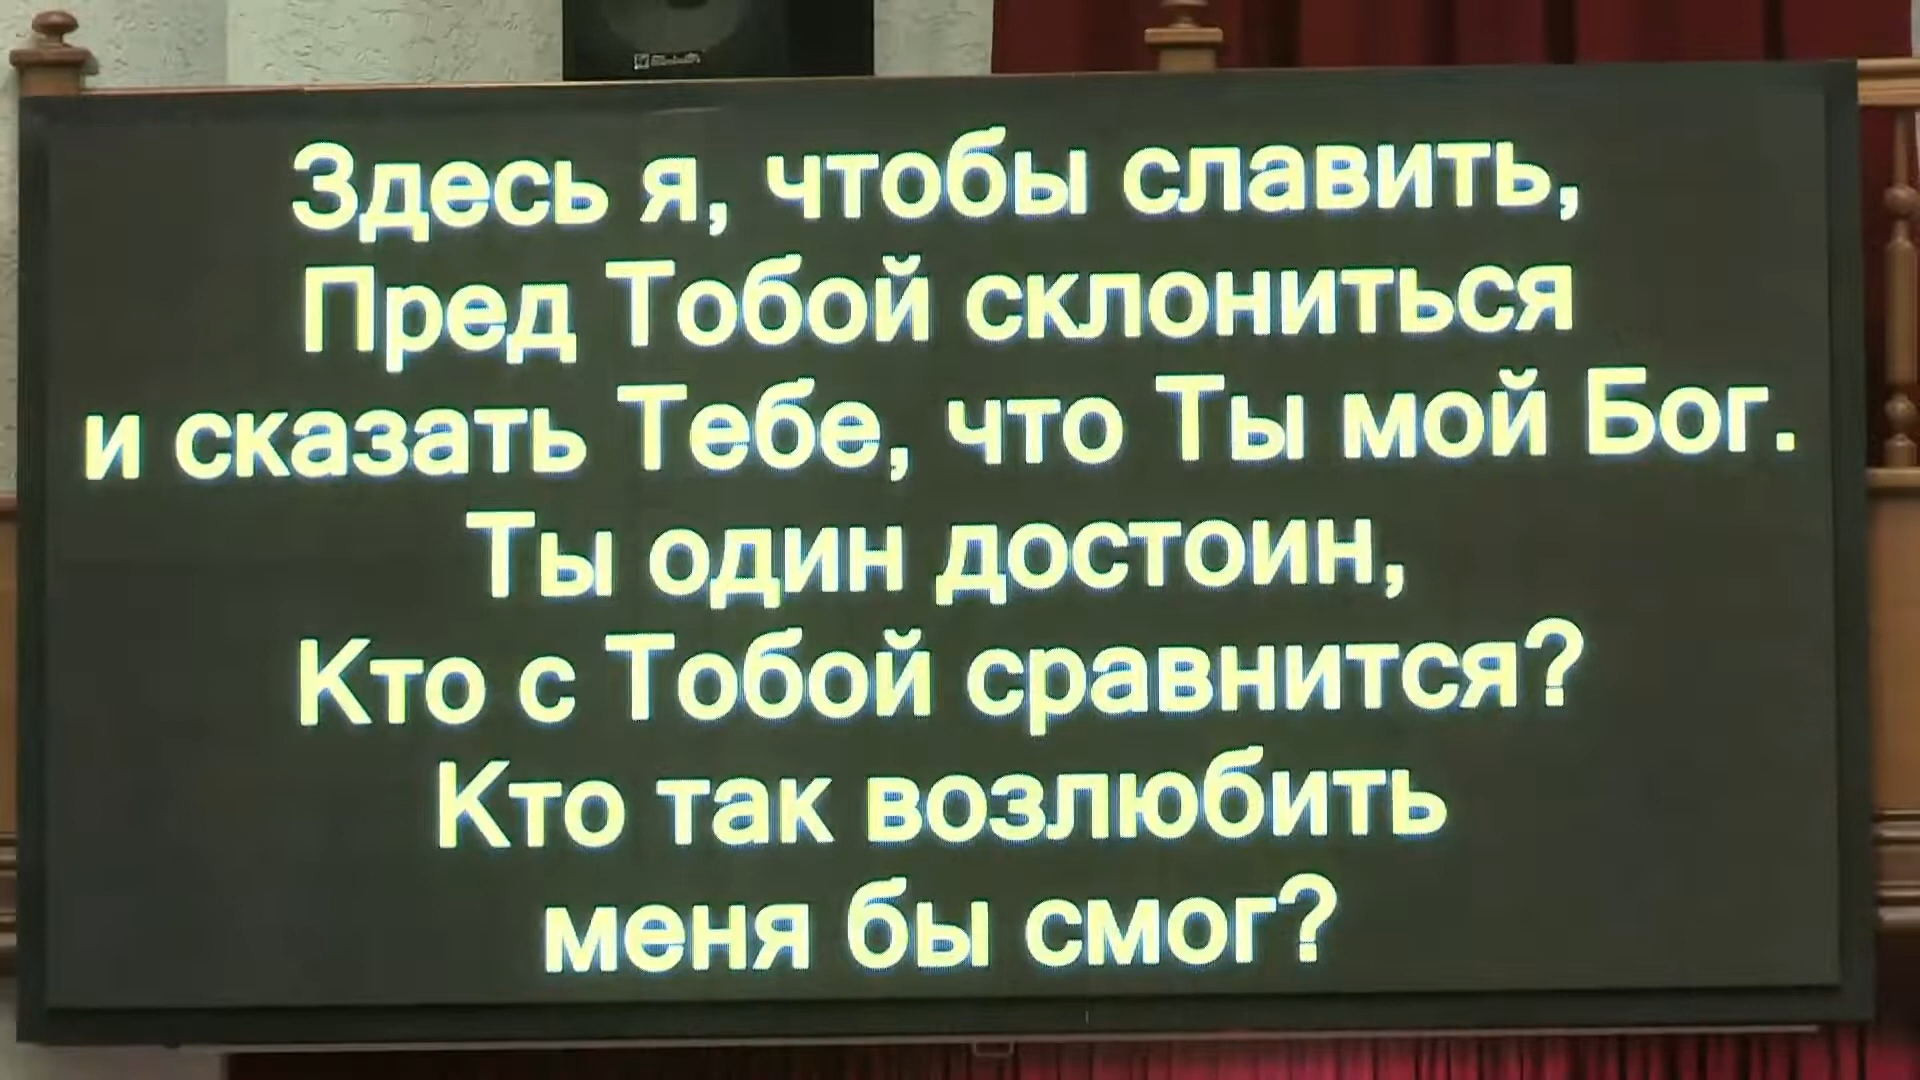 Здесь я, чтобы славить,
Пред Тобой склониться
и сказать Тебе, что Ты мой Бог.
Ты один достоин,
Кто с Тобой сравнится?
Кто так возлюбить
меня бы смог?